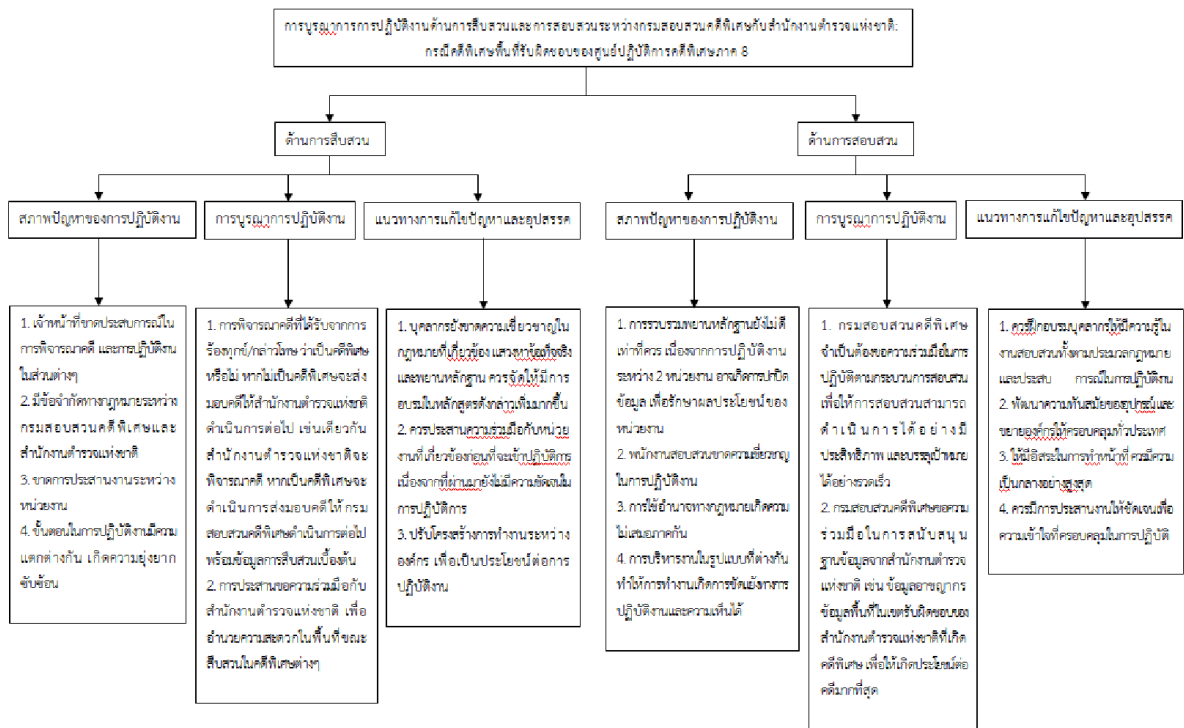 การบูรณาการการปฏิบัติงานด้านการสืบสวนและการสอบสวนระหว่างกรมสอบสวนคดีพิเศษกับสำนักงานตำรวจแห่งชาติ:
กรณีคดีพิเศษพื้นที่รับผิดชอบของศูนย์ปฏิบัติการคดีพิเศษภาค 8
ด้านการสืบสวน
สภาพปัญหาของการปฏิบัติงาน
1. เจ้าหน้าที่ขาดประสบการณ์ใน
การพิจารณาคดี และการปฏิบัติงาน
ในส่วนต่างๆ
2. มีข้อจำกัดทางกฎหมายระหว่าง
กรมสอบสวนคดีพิเศษและ
สำนักงานตำรวจแห่งชาติ
3. ขาดการประสานงานระหว่าง
หน่วยงาน
4. ขั้นตอนในการปฏิบัติงานมีความ
แตกต่างกัน เกิดความยุ่งยาก
ซับซ้อน
การบูรณาการปฏิบัติงาน
1. การพิจารณาคดีที่ได้รับจากการ
ร้องทุกข์/กล่าวโทษ ว่าเป็นคดีพิเศษ
หรือไม่ หากไม่เป็นคดีพิเศษจะส่ง
มอบคดีให้สำนักงานตำรวจแห่งชาติ
ดำเนินการต่อไป เช่นเดียวกัน
สำนักงานตำรวจแห่งชาติจะ
พิจารณาคดี หากเป็นคดีพิเศษจะ
ดำเนินการส่งมอบคดีให้ กรม
สอบสวนคดีพิเศษดำเนินการต่อไป
พร้อมข้อมูลการสืบสวนเบื้องต้น
2. การประสานขอความร่วมมือกับ
สำนักงานตำรวจแห่งชาติ เพื่อ
อำนวยความสะดวกในพื้นที่ขณะ
สืบสวนในคดีพิเศษต่างๆ
แนวทางการแก้ไขปัญหาและอุปสรรค
1. บุคลากรยังขาดความเชี่ยวชาญใน
กฎหมายที่เกี่ยวข้อง แสวงหาข้อเท็จจริง
และพยานหลักฐาน ควรจัดให้มีการ
อบรมในหลักสูตรดังกล่าวเพิ่มมากขึ้น
2. ควรประสานความร่วมมือกับหน่วย
งานที่เกี่ยวข้องก่อนที่จะเข้าปฏิบัติการ
เนื่องจากที่ผ่านมายังไม่มีความชัดเจนใน
การปฏิบัติการ
3. ปรับโครงสร้างการทำงานระหว่าง
องค์กร เพื่อเป็นประโยชน์ต่อการ
ปฏิบัติงาน
ด้านการสอบสวน
สภาพปัญหาของการปฏิบัติงาน
1. การรวบรวมพยานหลักฐานยังไม่ดี
เท่าที่ควร เนื่องจากการปฏิบัติงาน
ระหว่าง 2 หน่วยงาน อาจเกิดการปกปิด
ข้อมูล เพื่อรักษาผลประโยชน์ของ
หน่วยงาน
2. พนักงานสอบสวนขาดความเชี่ยวชาญ
ในการปฏิบัติงาน
3. การใช้อำนาจทางกฎหมายเกิดความ
ไม่เสมอภาคกัน
4. การบริหารงานในรูปแบบที่ต่างกัน
ทำให้การทำงานเกิดการขัดแย้งทางการ
ปฏิบัติงานและความเห็นได้
การบูรณาการปฏิบัติงาน
1. กรมสอบสวนคดีพิเศษ
จำเป็นต้องขอความร่วมมือในการ
ปฏิบัติตามกระบวนการสอบสวน
เพื่อให้การสอบสวนสามารถ
ดำเนินการได้อย่างมี
ประสิทธิภาพ และบรรลุเป้าหมาย
ได้อย่างรวดเร็ว
2. กรมสอบสวนคดีพิเศษขอความ
ร่วมมือในการสนับสนุน
ฐานข้อมูลจากสำนักงานตำรวจ
แห่งชาติ เช่น ข้อมูลอาชญากร
ข้อมูลพื้นที่ในเขตรับผิดชอบของ
สำนักงานตำรวจแห่งชาติที่เกิด
คดีพิเศษ เพื่อให้เกิดประโยชน์ต่อ
คดีมากที่สุด
แนวทางการแก้ไขปัญหาและอุปสรรค
1. ควรฝึกอบรมบุคลากรให้มีความรู้ใน
งานสอบสวนทั้งตามประมวลกฎหมาย
และประสบ การณ์ในการปฏิบัติงาน
2. พัฒนาความทันสมัยของอุปกรณ์และ
ขยายองค์กรให้ครอบคลุมทั่วประเทศ
3. ให้มีอิสระในการทำหน้าที่ ควรมีความ
เป็นกลางอย่างสูงสุด
4. ควรมีการประสานงานให้ชัดเจนเพื่อ
ความเข้าใจที่ครอบคลุมในการปฏิบัติ